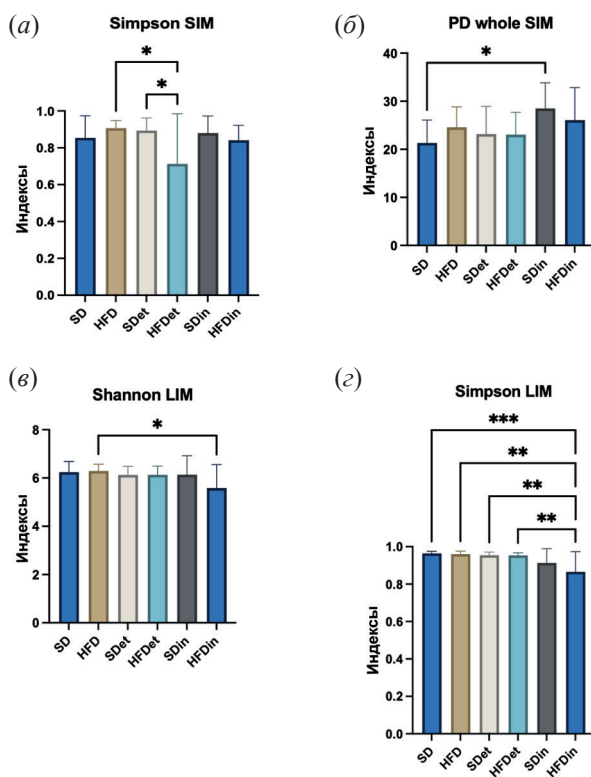 (а)
Simpson SIM
*
*
Индексы
1.0
0.8
0.6
0.4
0.2
0.0
SD
HFD
SDet
HFDet
SDin
HFDin
(б)
PD whole SIM
*
Индексы
40
30
20
10
0
SD
HFD
SDet
HFDet
SDin
HFDin
(в)
Shannon LIM
*
Индексы
8
6
4
2
0
SD
HFD
SDet
HFDet
SDin
HFDin
(г)
Simpson LIM
***
**
**
**
Индексы
1.0
0.8
0.6
0.4
0.2
0.0
SD
HFD
SDet
HFDet
SDin
HFDin